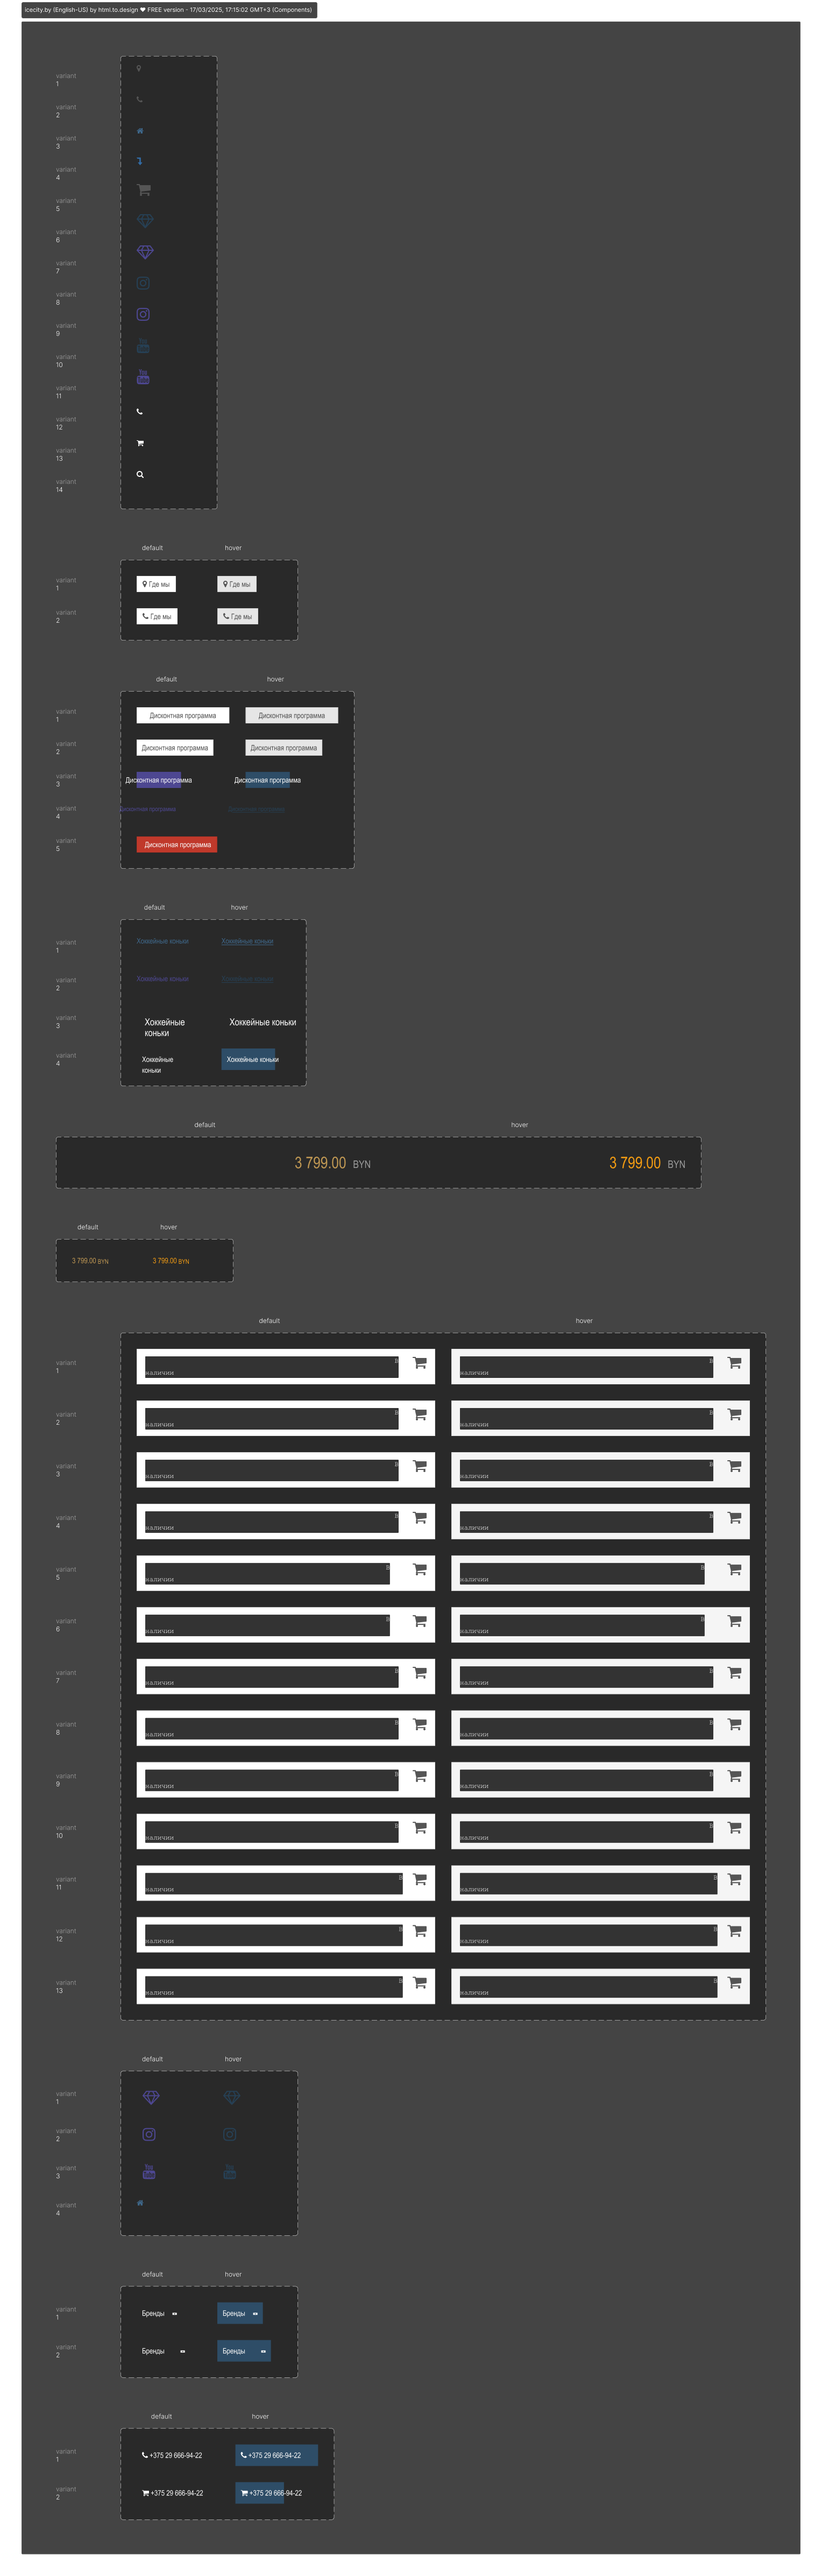 icecity.by (English-US) by html.to.design ❤ FREE version - 17/03/2025, 17:15:02 GMT+3 (Components)
variant
1
variant
2
variant
3
variant
4
variant
5
variant
6
variant
7
variant
8
variant
9
variant
10
variant
11
variant
12
variant
13
variant
14
You
Tube
You
Tube
default hover
variant
1
Где мы Где мы
variant
2
Где мы Где мы
default hover
variant
1
Дисконтная программа Дисконтная программа
variant
2
Дисконтная программа Дисконтная программа
variant
3
Дисконтная программа Дисконтная программа
variant
4
Дисконтная программа Дисконтная программа
variant
5
Дисконтная программа
default hover
variant
1
Хоккейные коньки Хоккейные коньки
variant
2
Хоккейные коньки Хоккейные коньки
variant
3
Хоккейные
коньки
Хоккейные коньки
variant
4
Хоккейные
коньки
Хоккейные коньки
default hover
3 799.00 BYN 3 799.00 BYN
default hover
3 799.00 BYN 3 799.00 BYN
default hover
variant
1
В
наличии
В
наличии
variant
2
В
наличии
В
наличии
variant
3
В
наличии
В
наличии
variant
4
В
наличии
В
наличии
variant
5
В
наличии
В
наличии
variant
6
В
наличии
В
наличии
variant
7
В
наличии
В
наличии
variant
8
В
наличии
В
наличии
variant
9
В
наличии
В
наличии
variant
10
В
наличии
В
наличии
variant
11
В
наличии
В
наличии
variant
12
В
наличии
В
наличии
variant
13
В
наличии
В
наличии
default hover
variant
1
variant
2
variant
3
You
Tube
You
Tube
variant
4
default hover
variant
1
Бренды Бренды
variant
2
Бренды Бренды
default hover
variant
1
+375 29 666-94-22 +375 29 666-94-22
variant
2
+375 29 666-94-22 +375 29 666-94-22